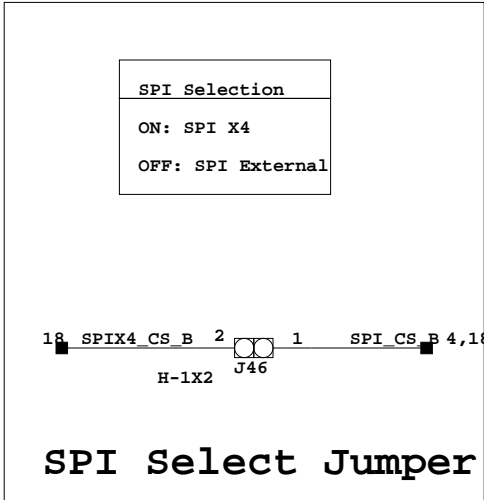 SPI Selection
ON: SPI X4
OFF: SPI External
18 SPIX4_CS_B 2 1 SPI_CS_B 4,18
J46
H-1X2
SPI Select Jumper